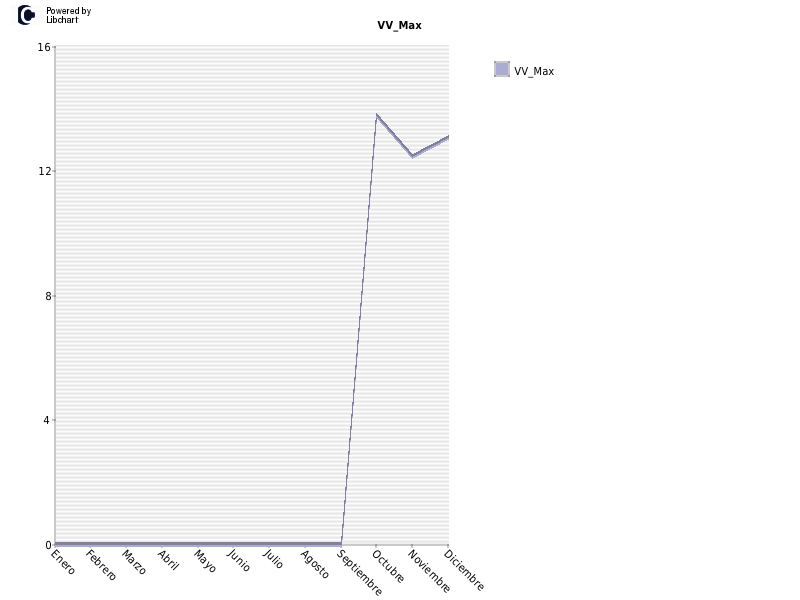 Powered by
Libchart
VV_Max
16
12
8
4
0
VV_Max
Enero
Febrero
Marzo
Abril
Mayo
Junio
Julio
Agosto
Septiembre
Octubre
Noviembre
Diciembre